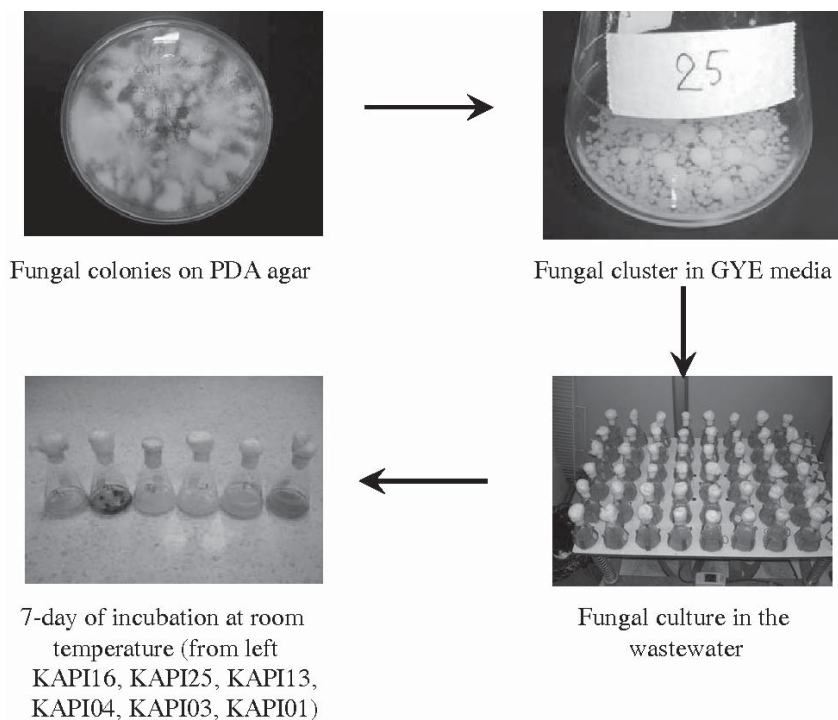 25
Fungal colonies on PDA agar
Fungal cluster in GYE media
7-day of incubation at room
temperature (from left
KAPI16, KAPI25, KAPI13,
KAPI04, KAPI03, KAPI01)
Fungal culture in the
wastewater